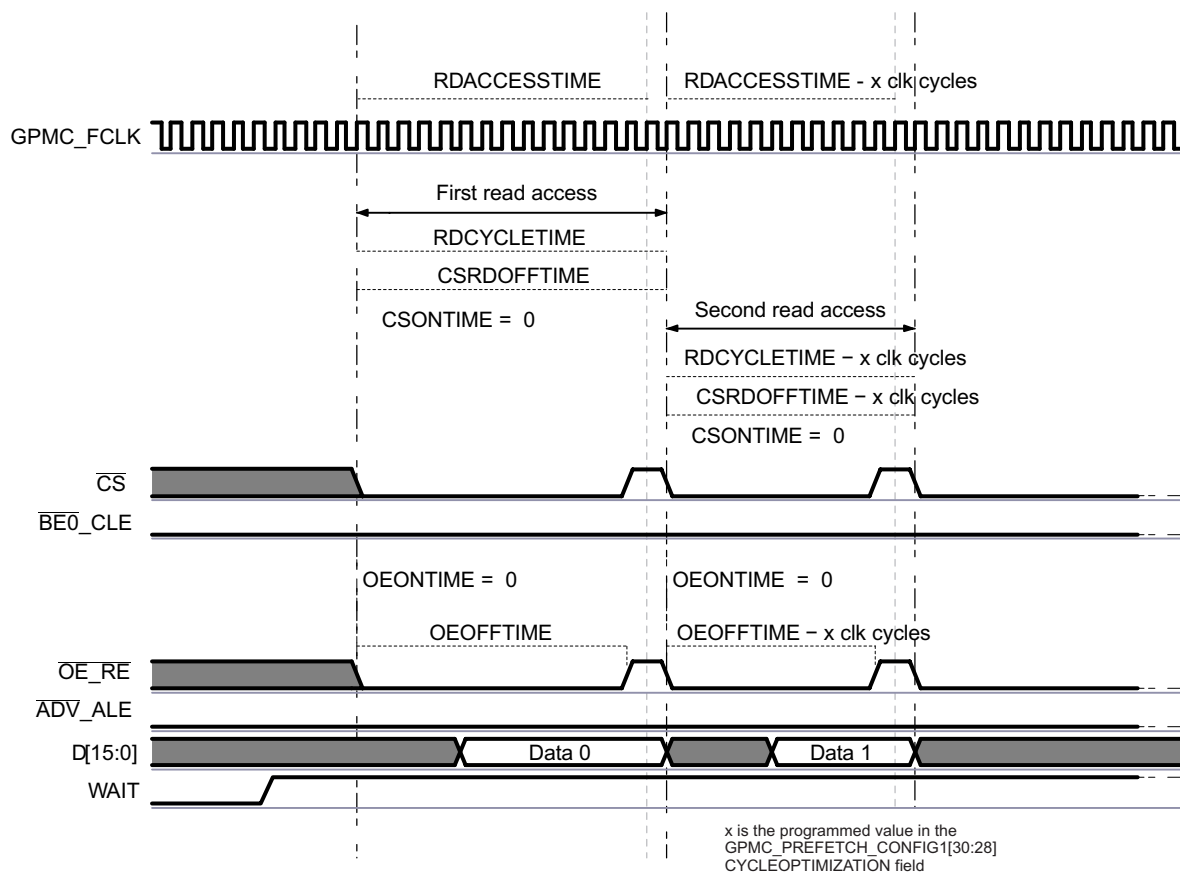 RDACCESSTIME
RDACCESSTIME - x clk cycles
GPMC_FCLK
First read access
RDCYCLETIME
CSRDOFFTIME
CSONTIME = 0
Second read access
RDCYCLETIME − x clk cycles
CSRDOFFTIME − x clk cycles
CSONTIME = 0
CS
BE0_CLE
OEONTIME = 0
OEONTIME = 0
OEOFFTIME
OEOFFTIME − x clk cycles
OE_RE
ADV_ALE
D[15:0]
Data 0
Data 1
WAIT
x is the programmed value in the
GPMC_PREFETCH_CONFIG1[30:28]
CYCLEOPTIMIZATION field